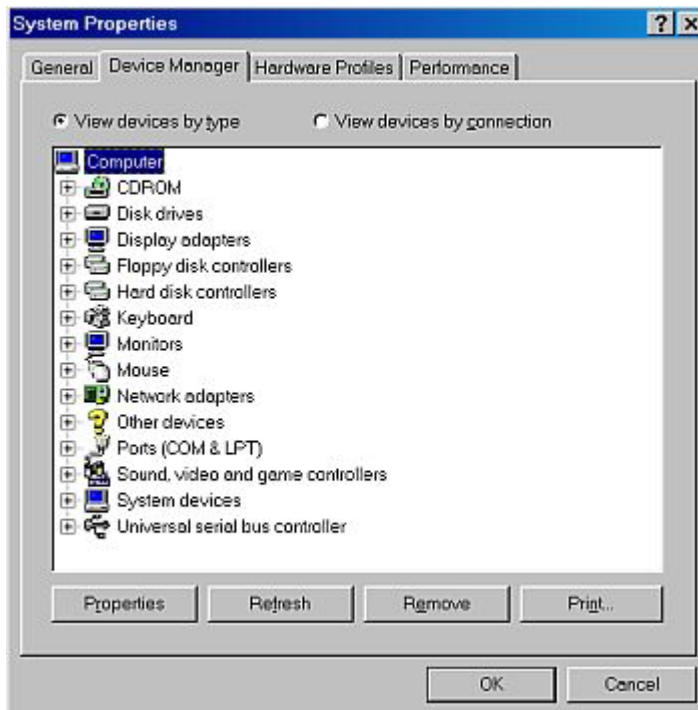 System Properties
General Device Manager Hardware Profiles Performance
View devices by type View devices by connection
Computer
CDROM
Disk drives
Display adapters
Floppy disk controllers
Hard disk controllers
Keyboard
Monitors
Mouse
Network adapters
Other devices
Ports (COM & LPT)
Sound, video and game controllers
System devices
Universal serial bus controller
Properties Refresh Remove Print...
OK Cancel